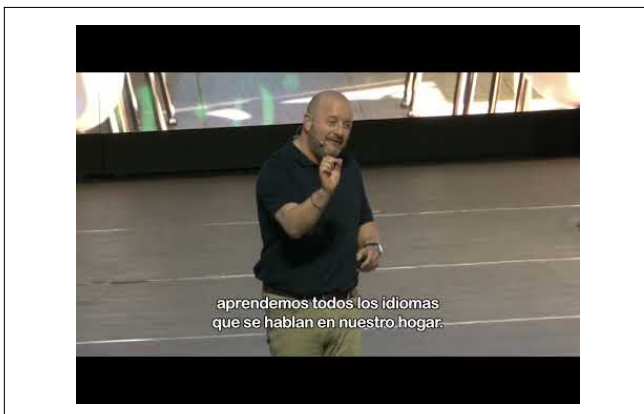 aprendemos todos los idiomas
que se hablan en nuestro hogar.